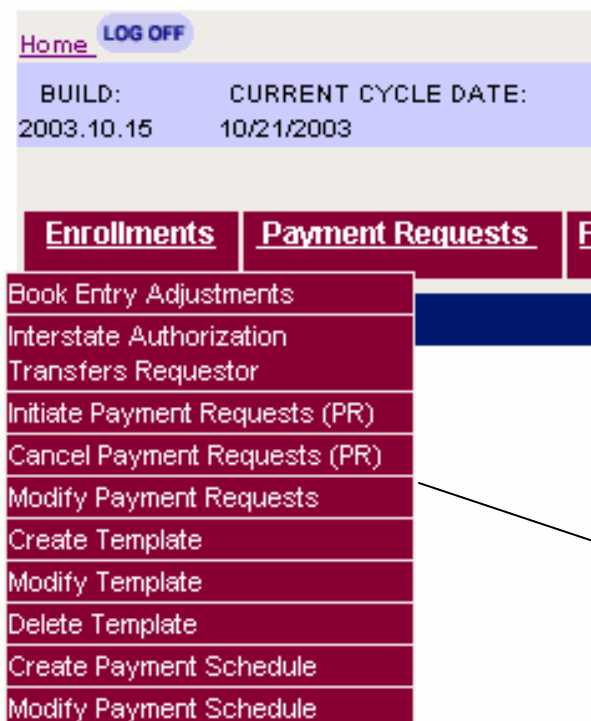 Home LOG OFF
BUILD: CURRENT CYCLE DATE:
2003.10.15 10/21/2003
Enrollments Payment Requests
Book Entry Adjustments
Interstate Authorization
Transfers Requestor
Initiate Payment Requests (PR)
Cancel Payment Requests (PR)
Modify Payment Requests
Create Template
Modify Template
Delete Template
Create Payment Schedule
Modify Payment Schedule